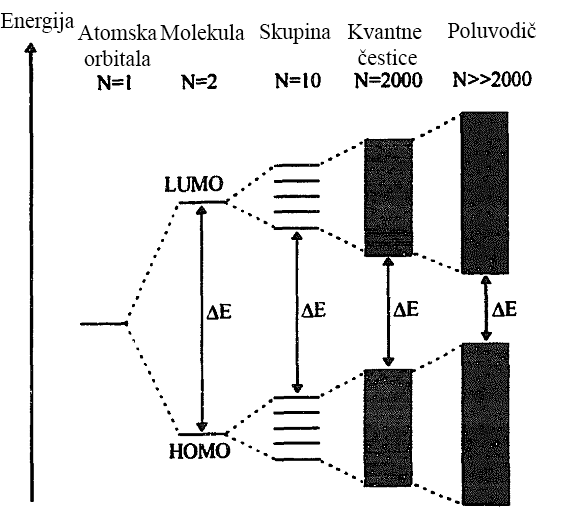 Energija
Atomska orbitala
N=1
Molekula
N=2
Skupina
N=10
Kvantne čestice
N=2000
Poluvodič
N>>2000
LUMO
ΔE
ΔE
ΔE
ΔE
HOMO